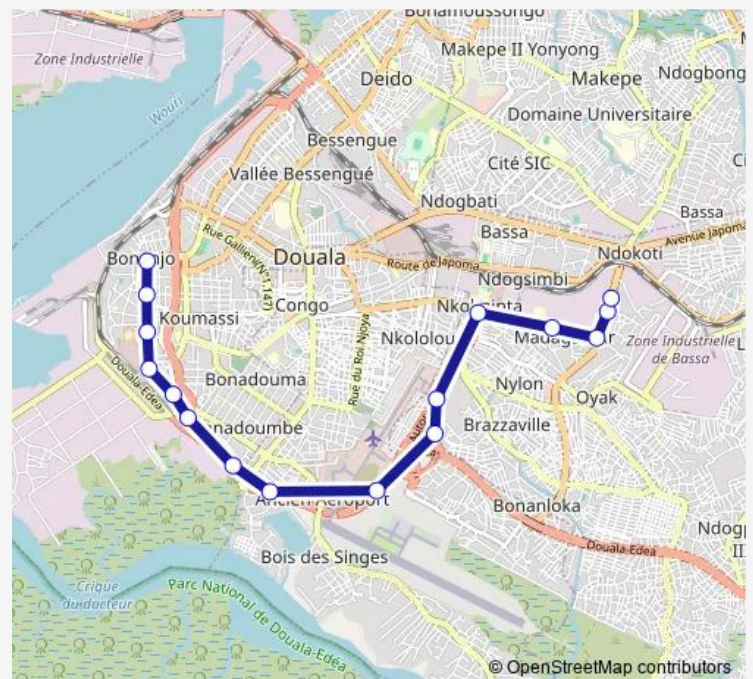 Bonamoussongo
Zone Industrielle
Makepe II Yonyong
Deido
Makepe
Ndogbong
Wouri
Domaine Universitaire
Bessengue
Cité SIC
Vallée Bessengué
Ndogbati
Bassa
Bassa
Rue Gallieni(N°1.147)
Douala
Ndokoti
Avenue Japoma
Route de Japoma
Ndogsimbi
Congo
Koumassi
Nkololou
Rue du Roi Njoya
Zone Industrielle
de Bassa
Douala-Edéa
Bonadouma
Nylon
Oyak
Brazzaville
Ancien Aéroport
Bonanloka
Douala-Edéa
Bois des Singes
Crique
du docteur
Parc National de Douala-Edéa
© OpenStreetMap contributors